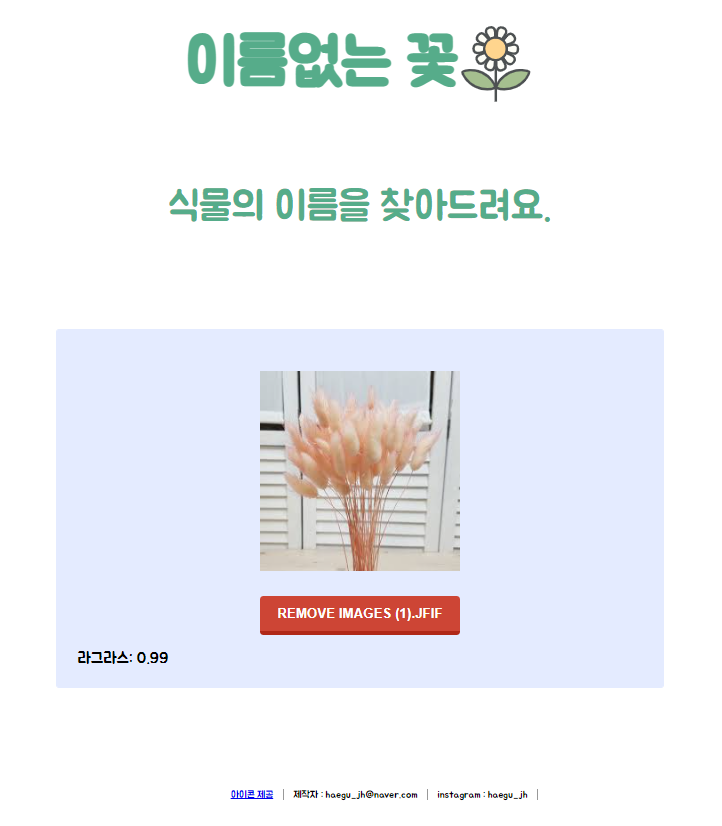 이름없는 꽃
식물의 이름을 찾아드려요.
REMOVE IMAGES (1).JFIF
라그라스: 0.99
아이콘 제공 | 제작자 : haegu_jh@naver.com | instagram : haegu_jh |